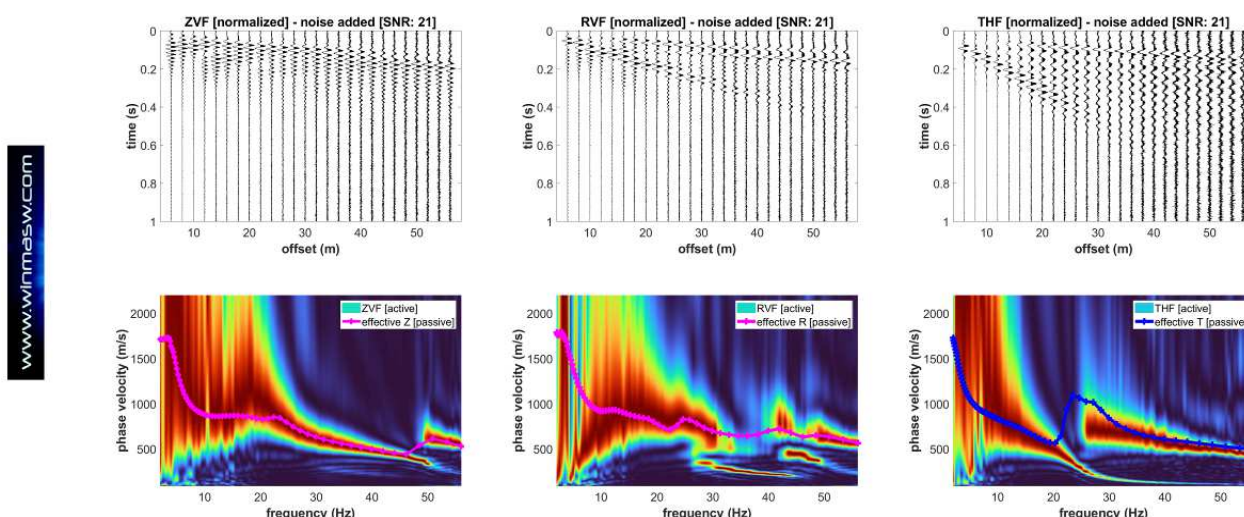 www.winmasw.com
ZVF [normalized] - noise added [SNR: 21]
0
0.2
0.4
0.6
0.8
1
time (s)
10 20 30 40 50
offset (m)
RVF [normalized] - noise added [SNR: 21]
0
0.2
0.4
0.6
0.8
1
time (s)
10 20 30 40 50
offset (m)
THF [normalized] - noise added [SNR: 21]
0
0.2
0.4
0.6
0.8
1
time (s)
10 20 30 40 50
offset (m)
ZVF [active]
effective Z [passive]
2000
1500
1000
500
phase velocity (m/s)
10 20 30 40 50
frequency (Hz)
RVF [active]
effective R [passive]
2000
1500
1000
500
phase velocity (m/s)
10 20 30 40 50
frequency (Hz)
THF [active]
effective T [passive]
2000
1500
1000
500
phase velocity (m/s)
10 20 30 40 50
frequency (Hz)